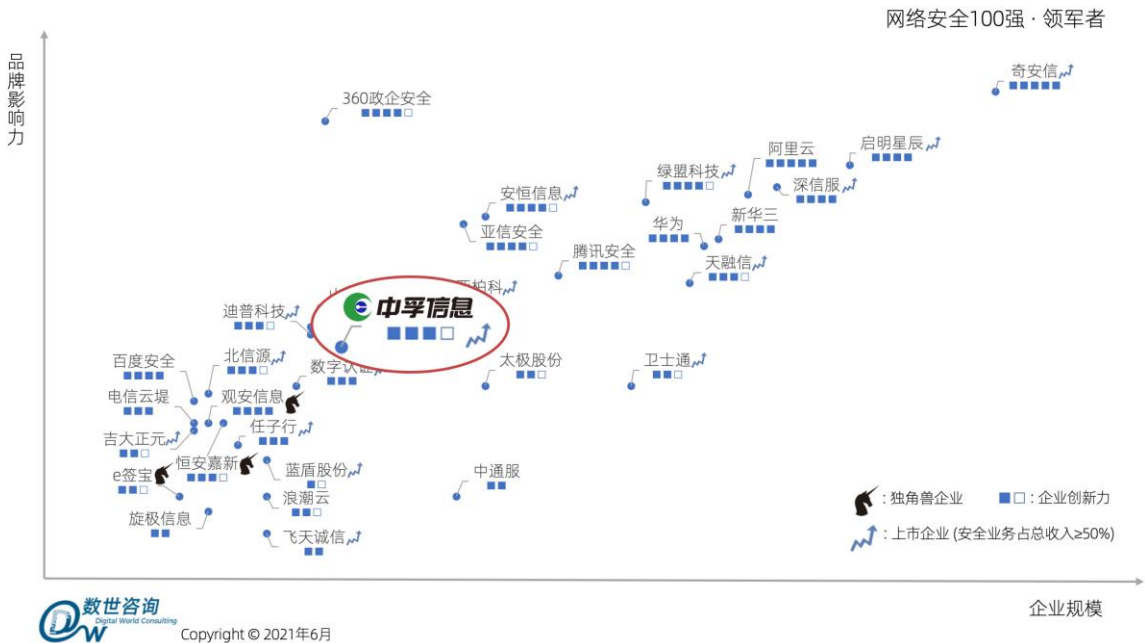 网络安全100强 · 领军者
品牌影响力
奇安信
360政企安全
启明星辰
阿里云
绿盟科技
深信服
安恒信息
新华三
华为
亚信安全
腾讯安全
天融信
柏科
中孚信息
迪普科技
百度安全
北信源
数字认证
太极股份
卫士通
电信云堤
观安信息
吉大正元
任子行
e签宝
恒安嘉新
蓝盾股份
中通服
浪潮云
旋极信息
飞天诚信
: 独角兽企业
: 企业创新力
: 上市企业 (安全业务占总收入≥50%)
企业规模
数世咨询
Digital World Consulting
DW
Copyright © 2021年6月